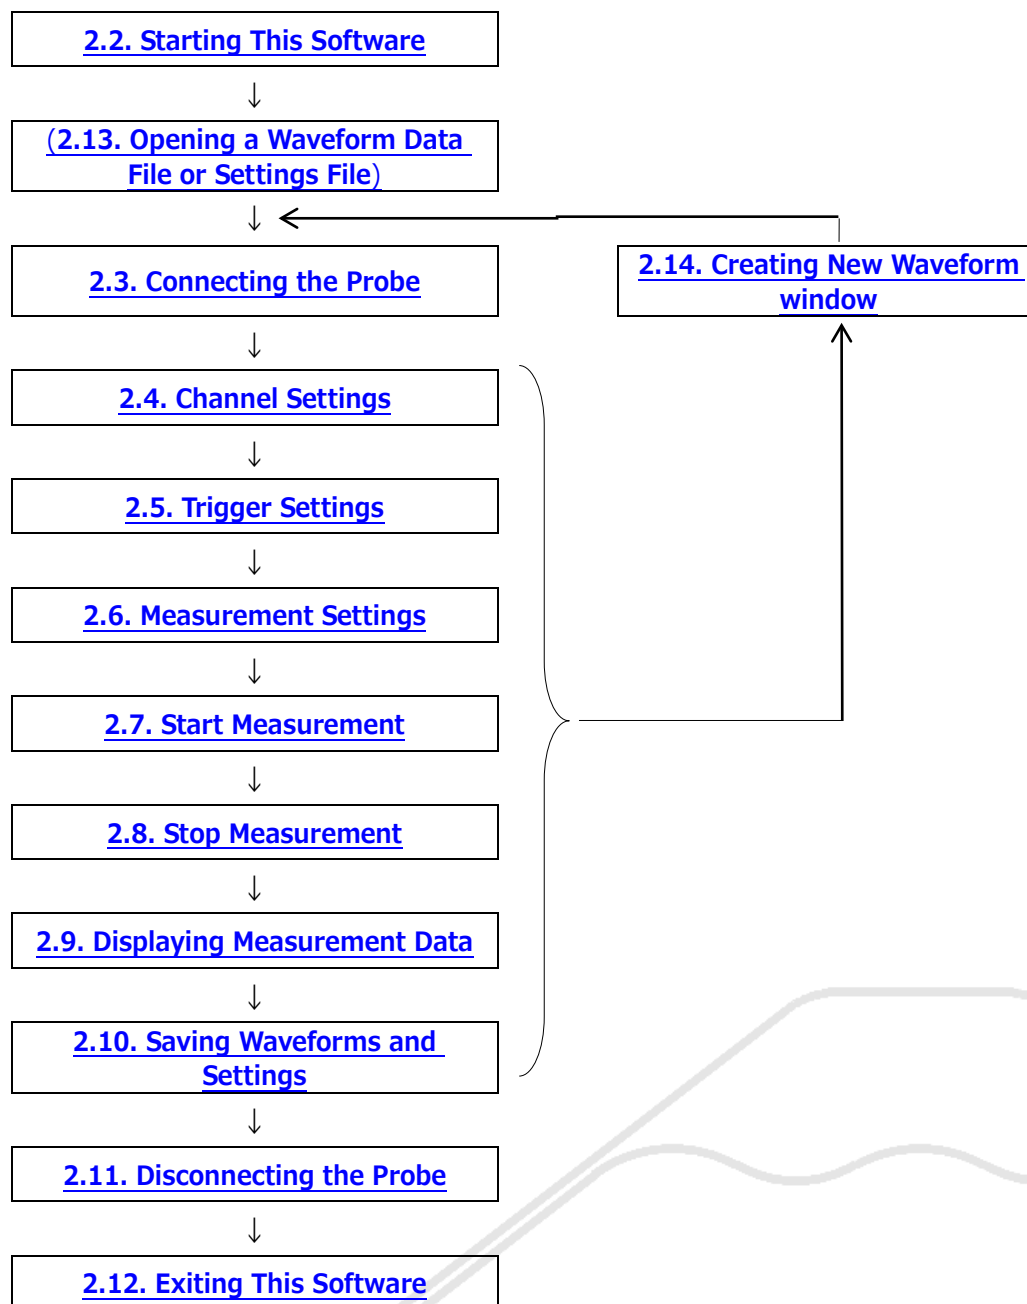 2.2. Starting This Software
↓
(2.13. Opening a Waveform Data
File or Settings File)
↓
2.3. Connecting the Probe
2.14. Creating New Waveform
window
↓
2.4. Channel Settings
↓
2.5. Trigger Settings
↓
2.6. Measurement Settings
↓
2.7. Start Measurement
↓
2.8. Stop Measurement
↓
2.9. Displaying Measurement Data
↓
2.10. Saving Waveforms and
Settings
↓
2.11. Disconnecting the Probe
↓
2.12. Exiting This Software